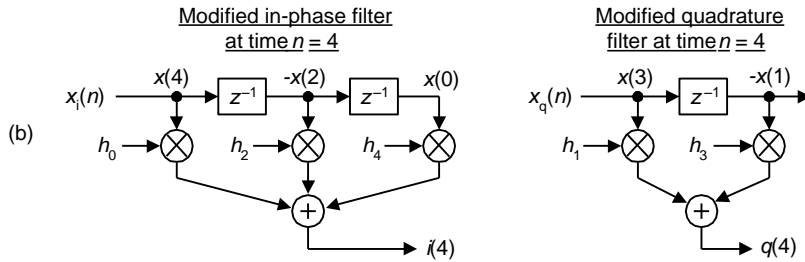 Modified in-phase filter
at time n = 4
Modified quadrature
filter at time n = 4
x(4) -x(2) x(0)
x(3) -x(1)
xᵢ(n) z⁻¹ z⁻¹
x_q(n) z⁻¹
(b)
h₀ h₂ h₄
h₁ h₃
+
+
i(4)
q(4)